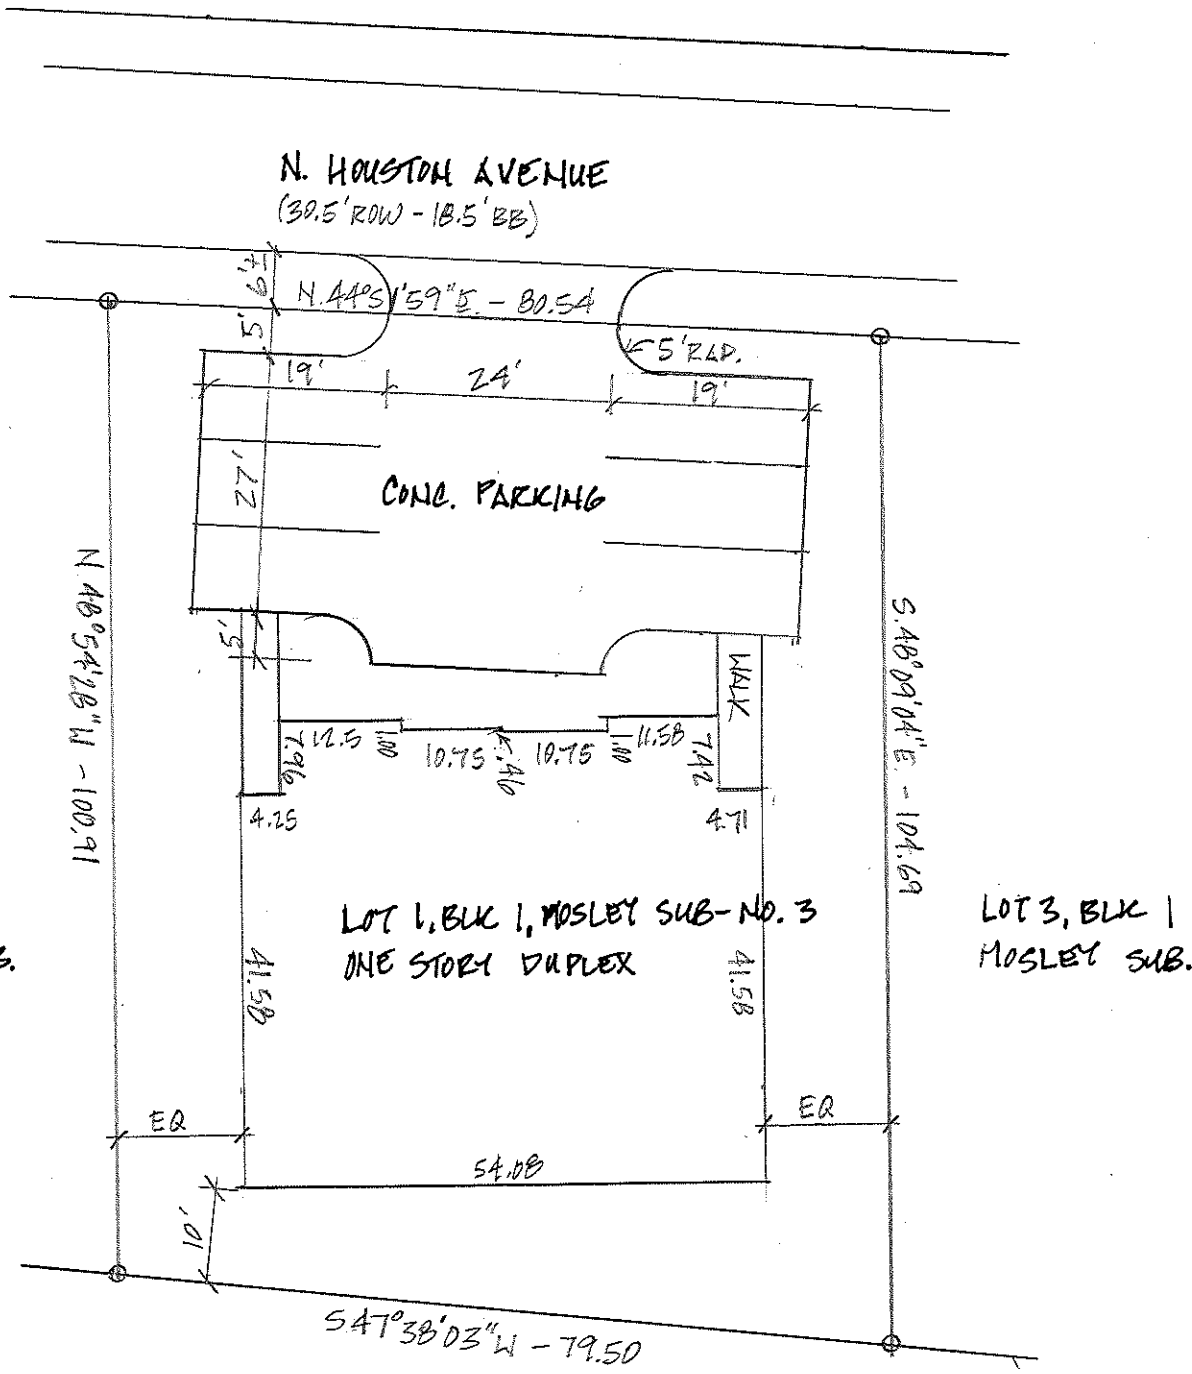 N. HOUSTON AVENUE
(30.5' ROW - 18.5' BB)
6'±
N.44°51'59"E. - 80.54
5'
5' RAD.
19'
24'
19'
27'
CONC. PARKING
N.48°54'28"W - 100.91
S.48°09'04"E. - 104.69
5'
WALK
12.5
1.00
10.75
.46
10.75
1.00
11.58
7.96
7.42
4.25
4.71
LOT 1, BLK 1, MOSLEY SUB-NO. 3
ONE STORY DUPLEX
LOT 3, BLK 1
MOSLEY SUB.
41.58
41.58
EQ
EQ
54.08
10'
S.47°38'03"W - 79.50